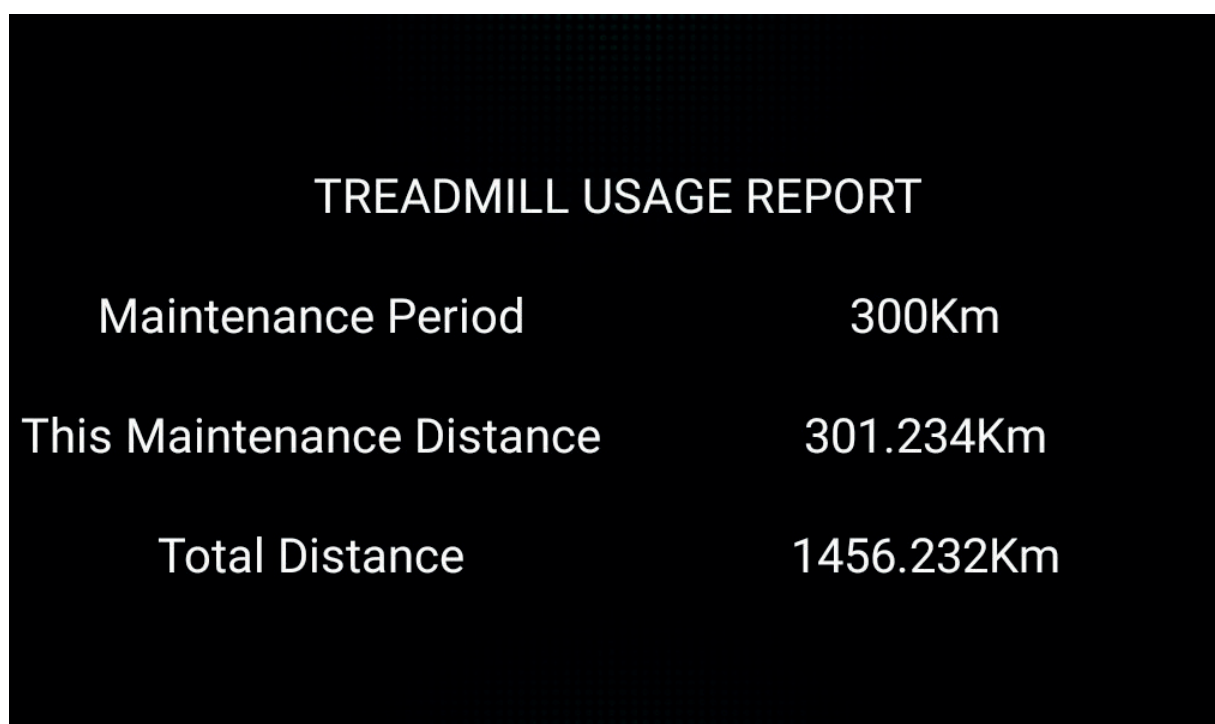 TREADMILL USAGE REPORT
Maintenance Period 300Km
This Maintenance Distance 301.234Km
Total Distance 1456.232Km